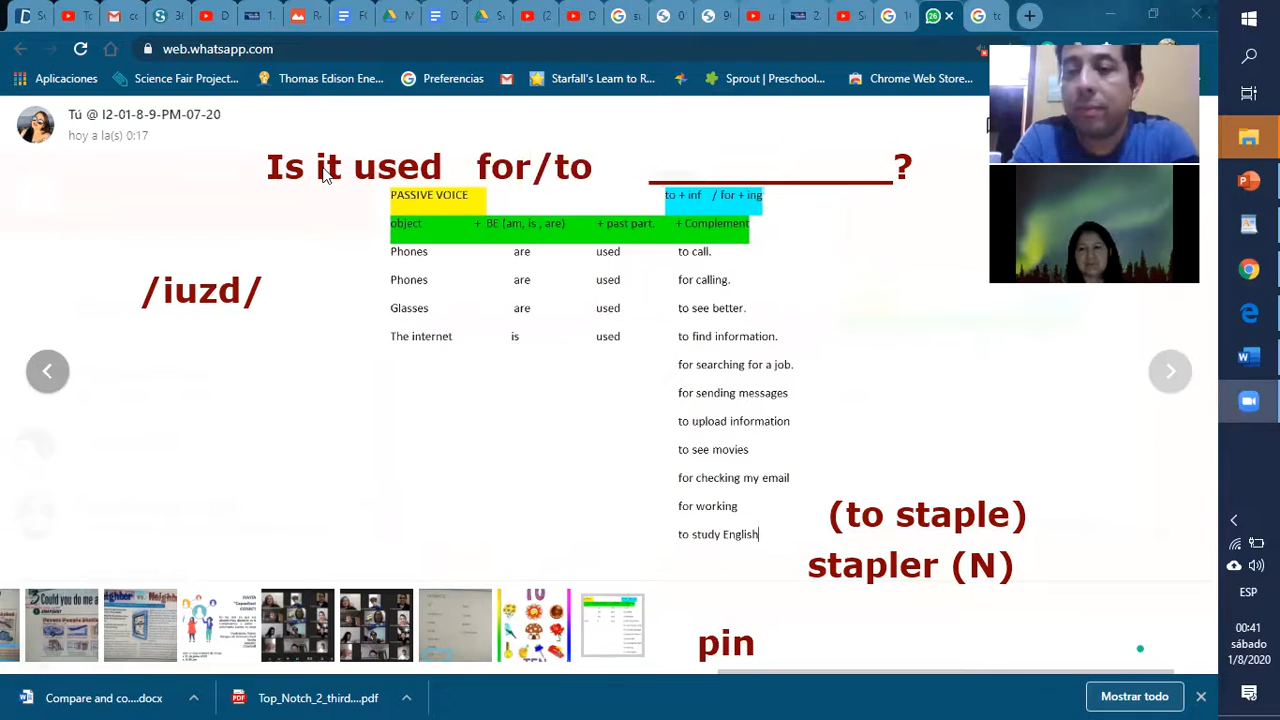 web.whatsapp.com
Aplicaciones Science Fair Project... Thomas Edison Ene... Preferencias Starfall's Learn to R... Sprout | Preschool... Chrome Web Store...
Tú @ I2-01-8-9-PM-07-20
hoy a la(s) 0:17
Is it used for/to ______________?
PASSIVE VOICE to + inf / for + ing
object + BE (am, is , are) + past part. + Complement
Phones are used to call.
/iuzd/
Phones are used for calling.
Glasses are used to see better.
The internet is used to find information.
for searching for a job.
for sending messages
to upload information
to see movies
for checking my email
for working
(to staple)
to study English
stapler (N)
pin
ESP
00:41
sábado
1/8/2020
Compare and co....docx Top_Notch_2_third....pdf Mostrar todo